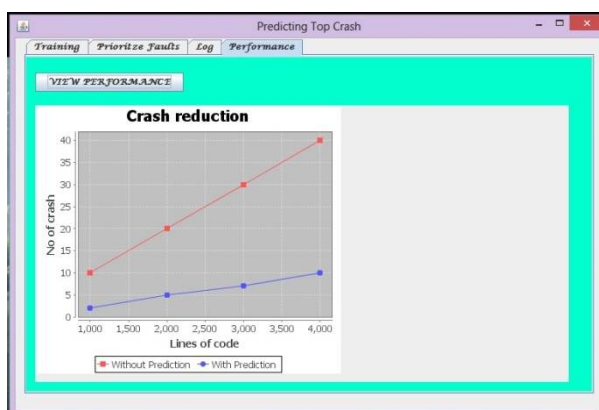 Predicting Top Crash
Training Prioritze Faults Log Performance
VIEW PERFORMANCE
Crash reduction
40
35
30
25
20
15
10
5
0
No of crash
1,000 1,500 2,000 2,500 3,000 3,500 4,000
Lines of code
Without Prediction With Prediction